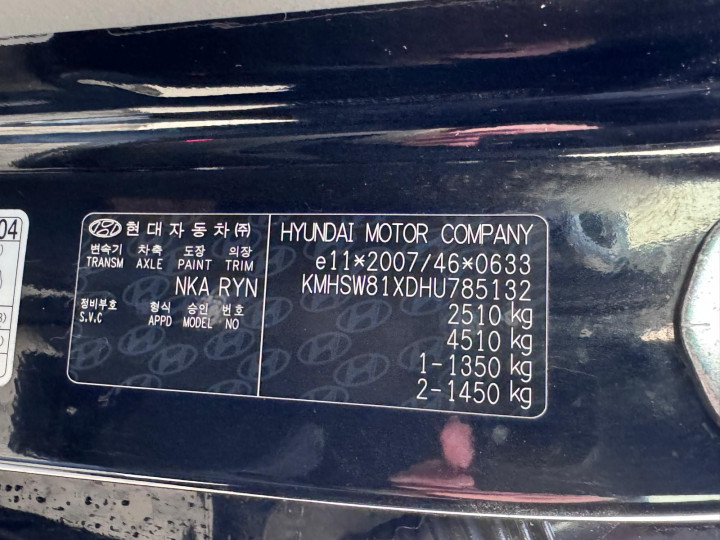 04
현대자동차㈜
변속기 차축 도장 의장
TRANSM AXLE PAINT TRIM
NKA RYN
정비부호 형식 승인 번호
S.V.C APPD MODEL NO
HYUNDAI MOTOR COMPANY
e11*2007/46*0633
KMHSW81XDHU785132
2510 kg
4510 kg
1-1350 kg
2-1450 kg